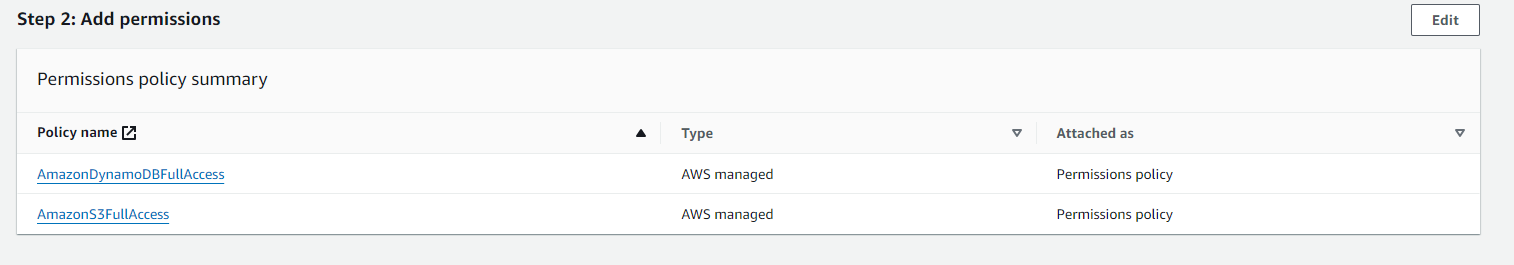 Step 2: Add permissions
Edit
Permissions policy summary
Policy name Type Attached as
AmazonDynamoDBFullAccess AWS managed Permissions policy
AmazonS3FullAccess AWS managed Permissions policy